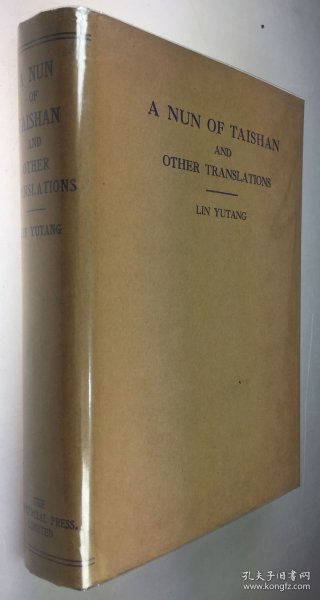 A NUN
OF
TAISHAN
AND
OTHER
TRANSLATIONS
LIN YUTANG
THE
COMMERCIAL PRESS,
LIMITED
A NUN OF TAISHAN
AND
OTHER TRANSLATIONS
LIN YUTANG
孔夫子旧书网
www.kongfz.com